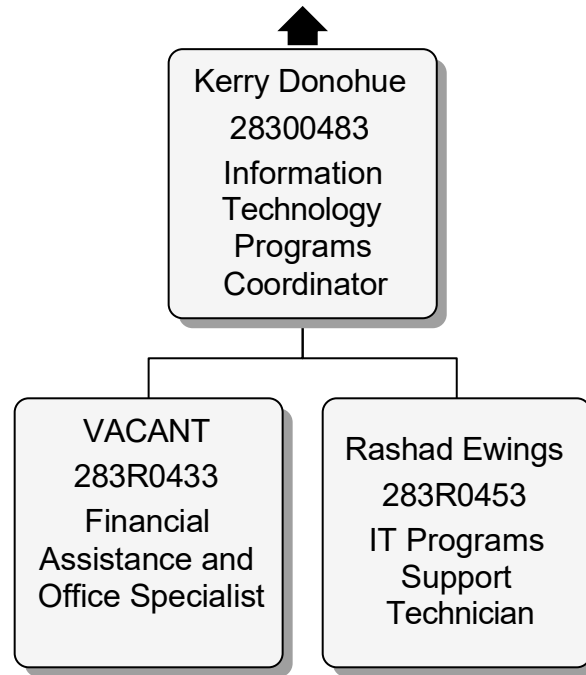 Kerry Donohue
28300483
Information
Technology
Programs
Coordinator
VACANT
283R0433
Financial
Assistance and
Office Specialist
Rashad Ewings
283R0453
IT Programs
Support
Technician